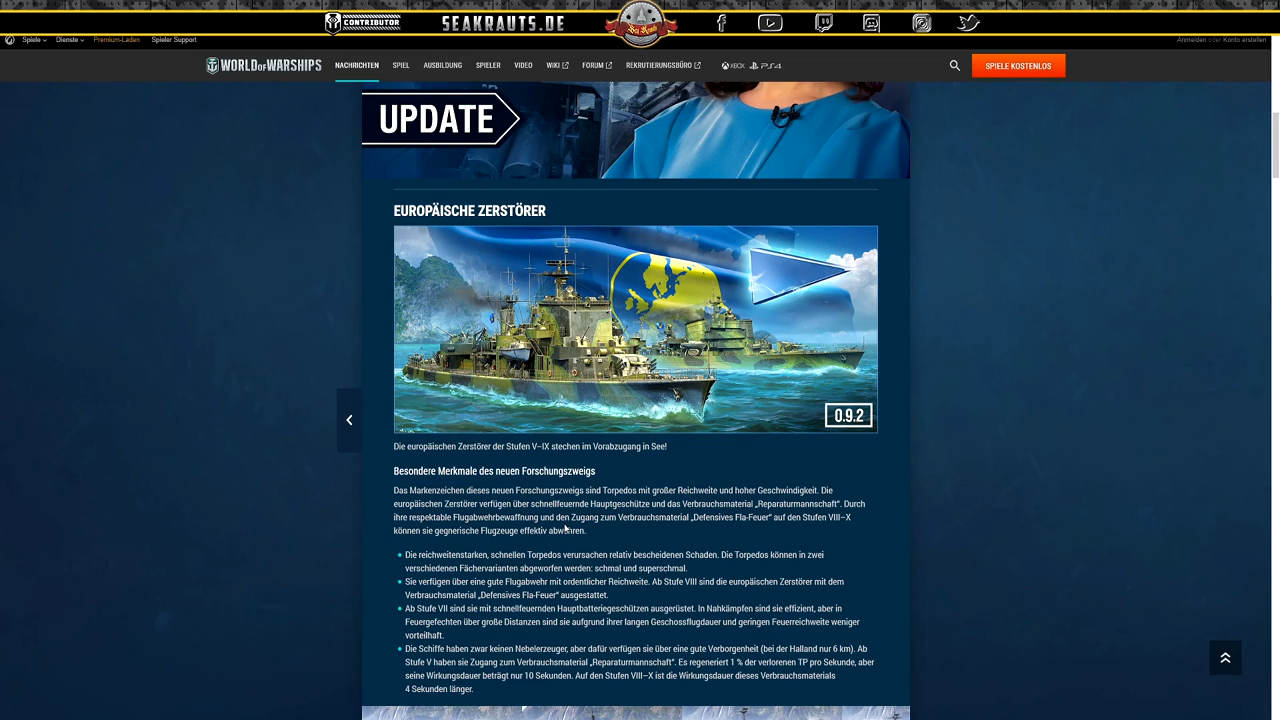 CONTRIBUTOR
SEAKRAUTS.DE
Sea Krauts
Spiele
Dienste
Premium-Laden
Spieler Support
Anmelden oder Konto erstellen
WORLD OF WARSHIPS
NACHRICHTEN
SPIEL
AUSBILDUNG
SPIELER
VIDEO
WIKI
FORUM
REKRUTIERUNGSBÜRO
XBOX
PS4
SPIELE KOSTENLOS
UPDATE
EUROPÄISCHE ZERSTÖRER
0.9.2
Die europäischen Zerstörer der Stufen V–IX stechen im Vorabzugang in See!
Besondere Merkmale des neuen Forschungszweigs
Das Markenzeichen dieses neuen Forschungszweigs sind Torpedos mit großer Reichweite und hoher Geschwindigkeit. Die
europäischen Zerstörer verfügen über schnellfeuernde Hauptgeschütze und das Verbrauchsmaterial „Reparaturmannschaft“. Durch
ihre respektable Flugabwehrbewaffnung und den Zugang zum Verbrauchsmaterial „Defensives Fla-Feuer“ auf den Stufen VIII–X
können sie gegnerische Flugzeuge effektiv abwehren.
Die reichweitenstarken, schnellen Torpedos verursachen relativ bescheidenen Schaden. Die Torpedos können in zwei
verschiedenen Fächervarianten abgeworfen werden: schmal und superschmal.
Sie verfügen über eine gute Flugabwehr mit ordentlicher Reichweite. Ab Stufe VIII sind die europäischen Zerstörer mit dem
Verbrauchsmaterial „Defensives Fla-Feuer“ ausgestattet.
Ab Stufe VII sind sie mit schnellfeuernden Hauptbatteriegeschützen ausgerüstet. In Nahkämpfen sind sie effizient, aber in
Feuergefechten über große Distanzen sind sie aufgrund ihrer langen Geschossflugdauer und geringen Feuerreichweite weniger
vorteilhaft.
Die Schiffe haben zwar keinen Nebelerzeuger, aber dafür verfügen sie über eine gute Verborgenheit (bei der Halland nur 6 km). Ab
Stufe V haben sie Zugang zum Verbrauchsmaterial „Reparaturmannschaft“. Es regeneriert 1 % der verlorenen TP pro Sekunde, aber
seine Wirkungsdauer beträgt nur 10 Sekunden. Auf den Stufen VIII–X ist die Wirkungsdauer dieses Verbrauchsmaterials
4 Sekunden länger.